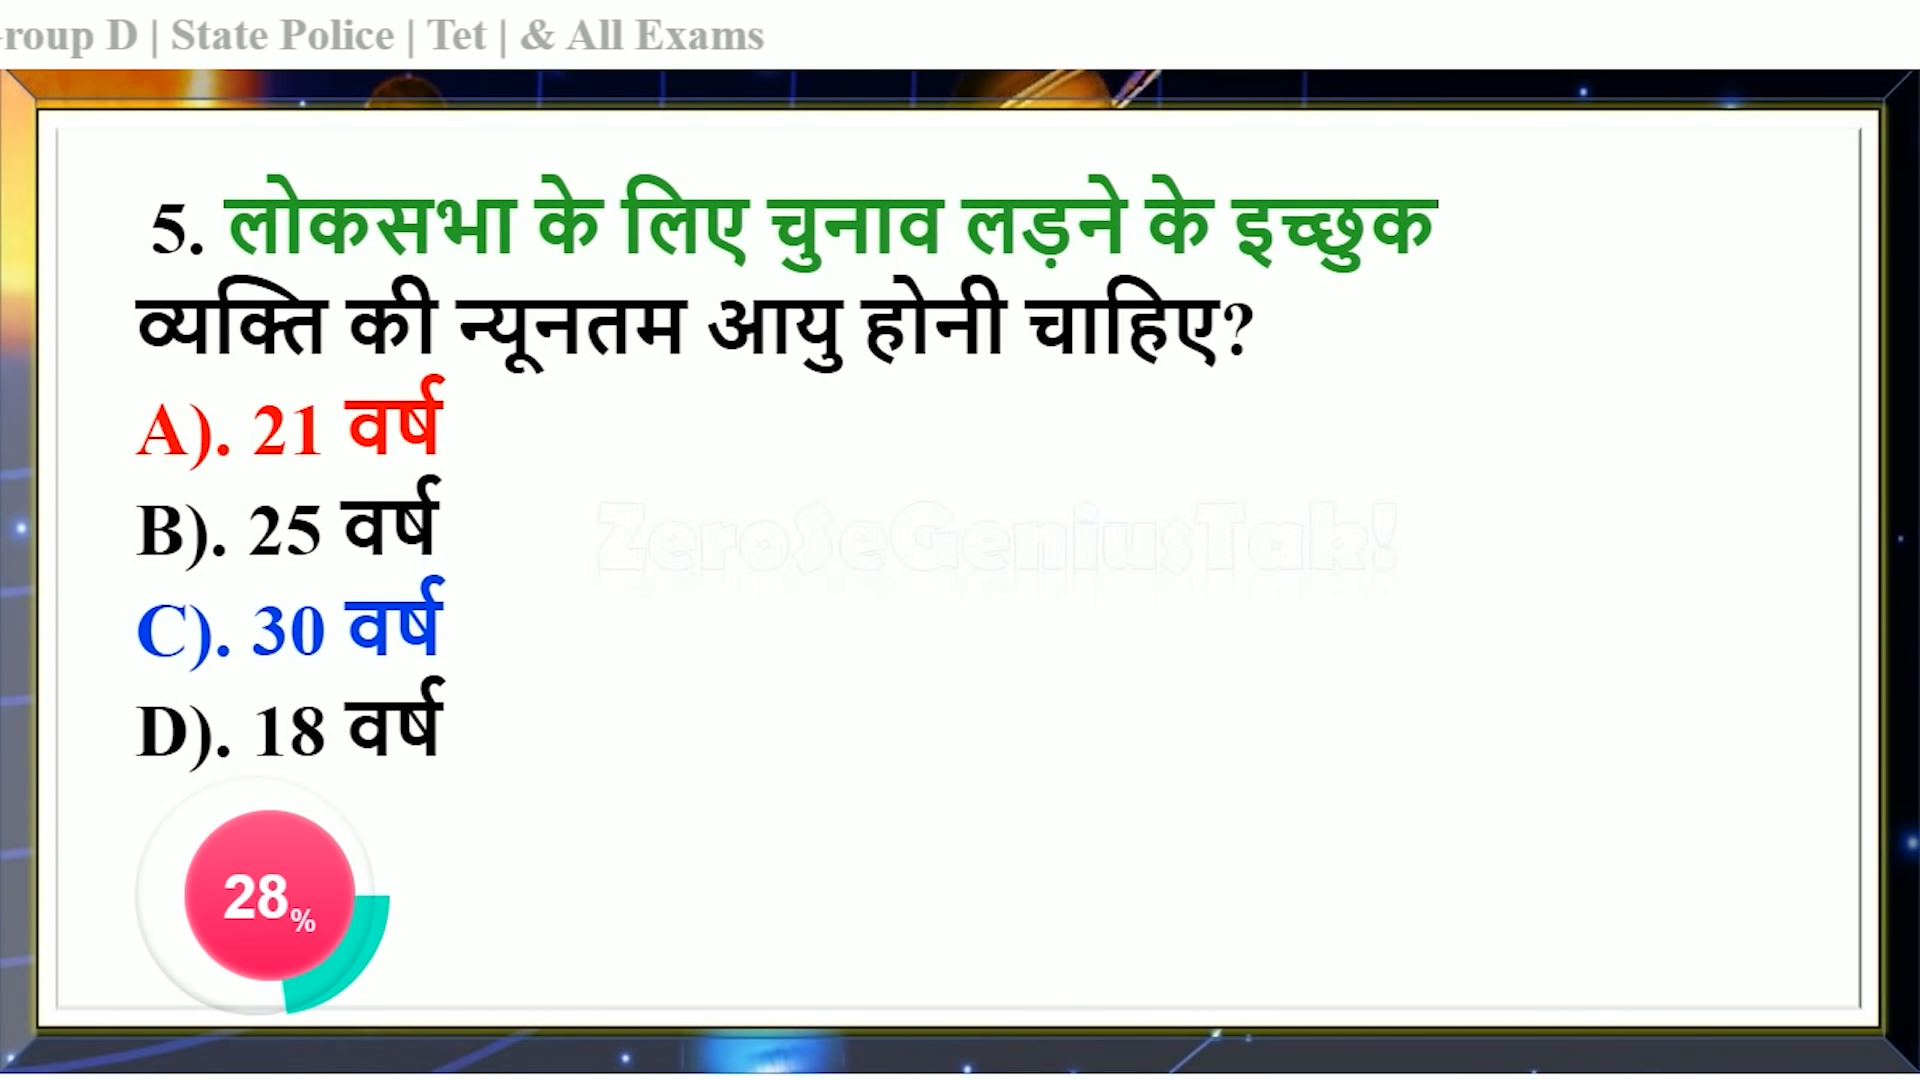 roup D | State Police | Tet | & All Exams
5. लोकसभा के लिए चुनाव लड़ने के इच्छुक
व्यक्ति की न्यूनतम आयु होनी चाहिए?
A). 21 वर्ष
B). 25 वर्ष
ZeroSeGeniusTak!
C). 30 वर्ष
D). 18 वर्ष
28%